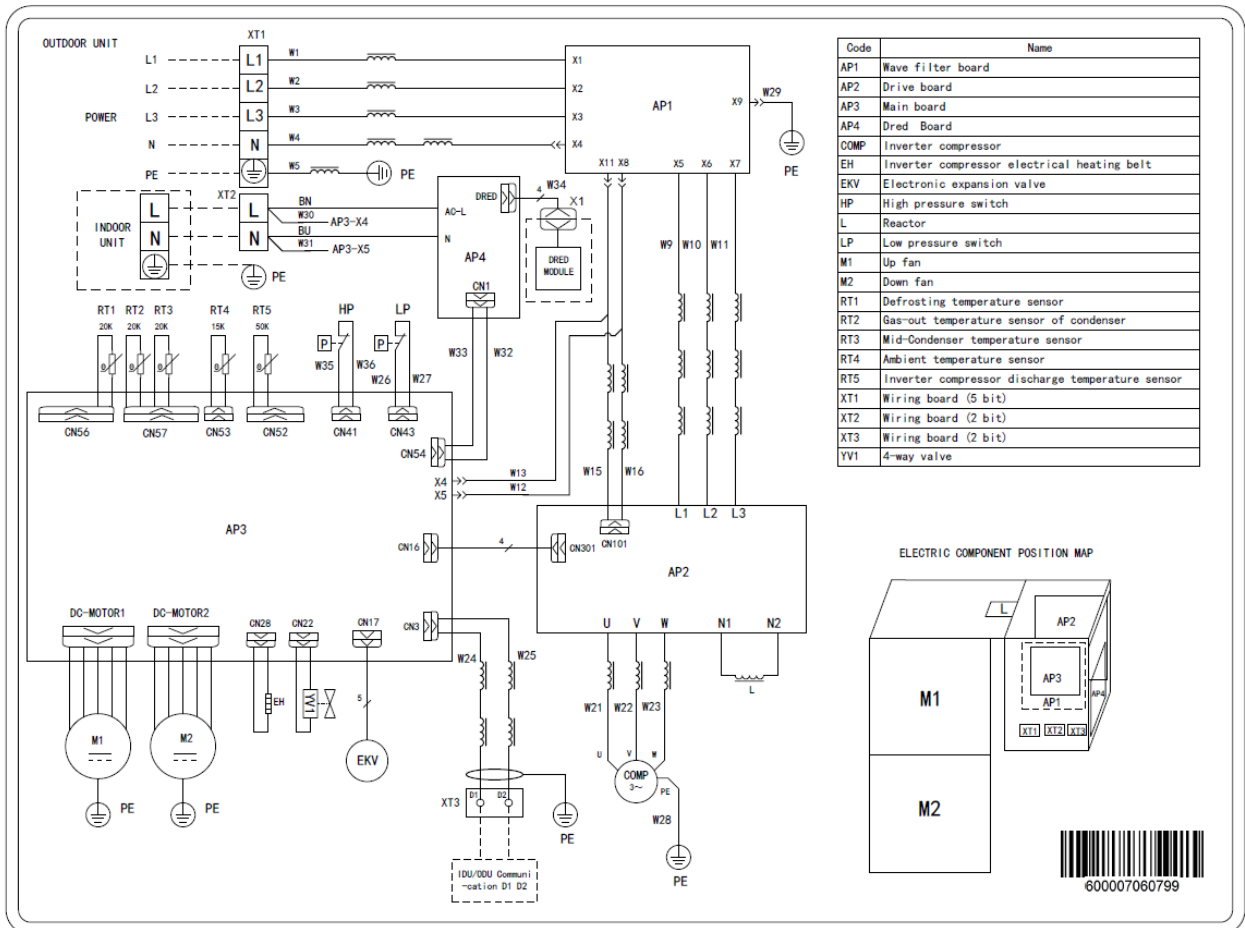 OUTDOOR UNIT
XT1
L1
L1
W1
X1
L2
L2
W2
X2
POWER
L3
L3
W3
X3
N
N
W4
X4
PE
W5
PE
AP1
X9
W29
PE
X11 X8
X5
X6
X7
INDOOR
UNIT
L
N
XT2
L
N
BN
W30
AP3-X4
BU
W31
AP3-X5
PE
AC-L
N
DRED
4
W34
X1
AP4
CN1
DRED
MODULE
W9
W10
W11
RT1
RT2
RT3
RT4
RT5
HP
LP
20K
20K
20K
15K
50K
θ
θ
θ
θ
θ
P
P
W35
W36
W26
W27
W33
W32
CN56
CN57
CN53
CN52
CN41
CN43
CN54
X4
W13
X5
W12
W15
W16
AP3
CN16
4
CN301
CN101
L1
L2
L3
AP2
U
V
W
N1
N2
L
DC-MOTOR1
DC-MOTOR2
CN28
CN22
CN17
CN3
W24
W25
W21
W22
W23
M1
M2
EH
YV1
5
EKV
PE
PE
U
V
W
COMP
3~
PE
W28
PE
XT3
D1
D2
PE
IDU/ODU Communi
-cation D1 D2
Code Name
AP1 Wave filter board
AP2 Drive board
AP3 Main board
AP4 Dred Board
COMP Inverter compressor
EH Inverter compressor electrical heating belt
EKV Electronic expansion valve
HP High pressure switch
L Reactor
LP Low pressure switch
M1 Up fan
M2 Down fan
RT1 Defrosting temperature sensor
RT2 Gas-out temperature sensor of condenser
RT3 Mid-Condenser temperature sensor
RT4 Ambient temperature sensor
RT5 Inverter compressor discharge temperature sensor
XT1 Wiring board (5 bit)
XT2 Wiring board (2 bit)
XT3 Wiring board (2 bit)
YV1 4-way valve
ELECTRIC COMPONENT POSITION MAP
L
AP2
AP3
AP1
AP4
XT1 XT2 XT3
M1
M2
600007060799